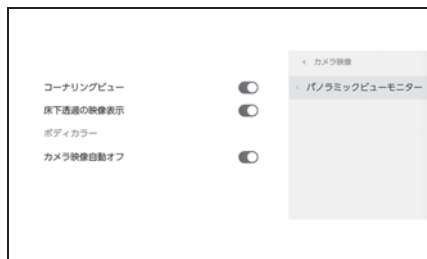 コーナリングビュー
床下透過の映像表示
ボディカラー
カメラ映像自動オフ
‹ カメラ映像
‹ パノラミックビューモニター